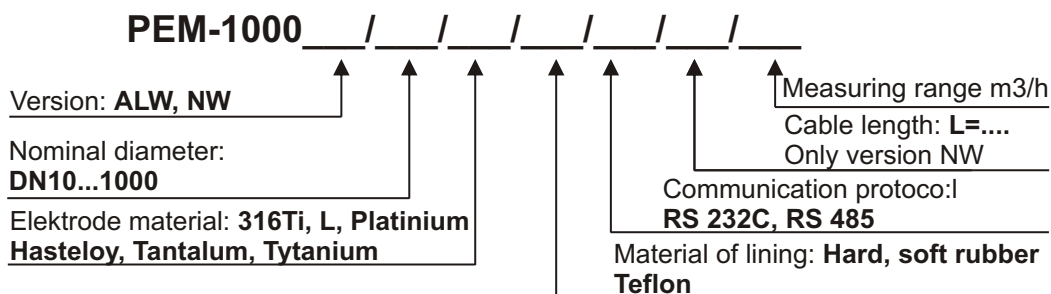 PEM-1000___/___/___/___/___/___/___
Version: ALW, NW
Nominal diameter:
DN10...1000
Elektrode material: 316Ti, L, Platinium
Hasteloy, Tantalum, Tytanium
Measuring range m3/h
Cable length: L=....
Only version NW
Communication protoco:l
RS 232C, RS 485
Material of lining: Hard, soft rubber
Teflon